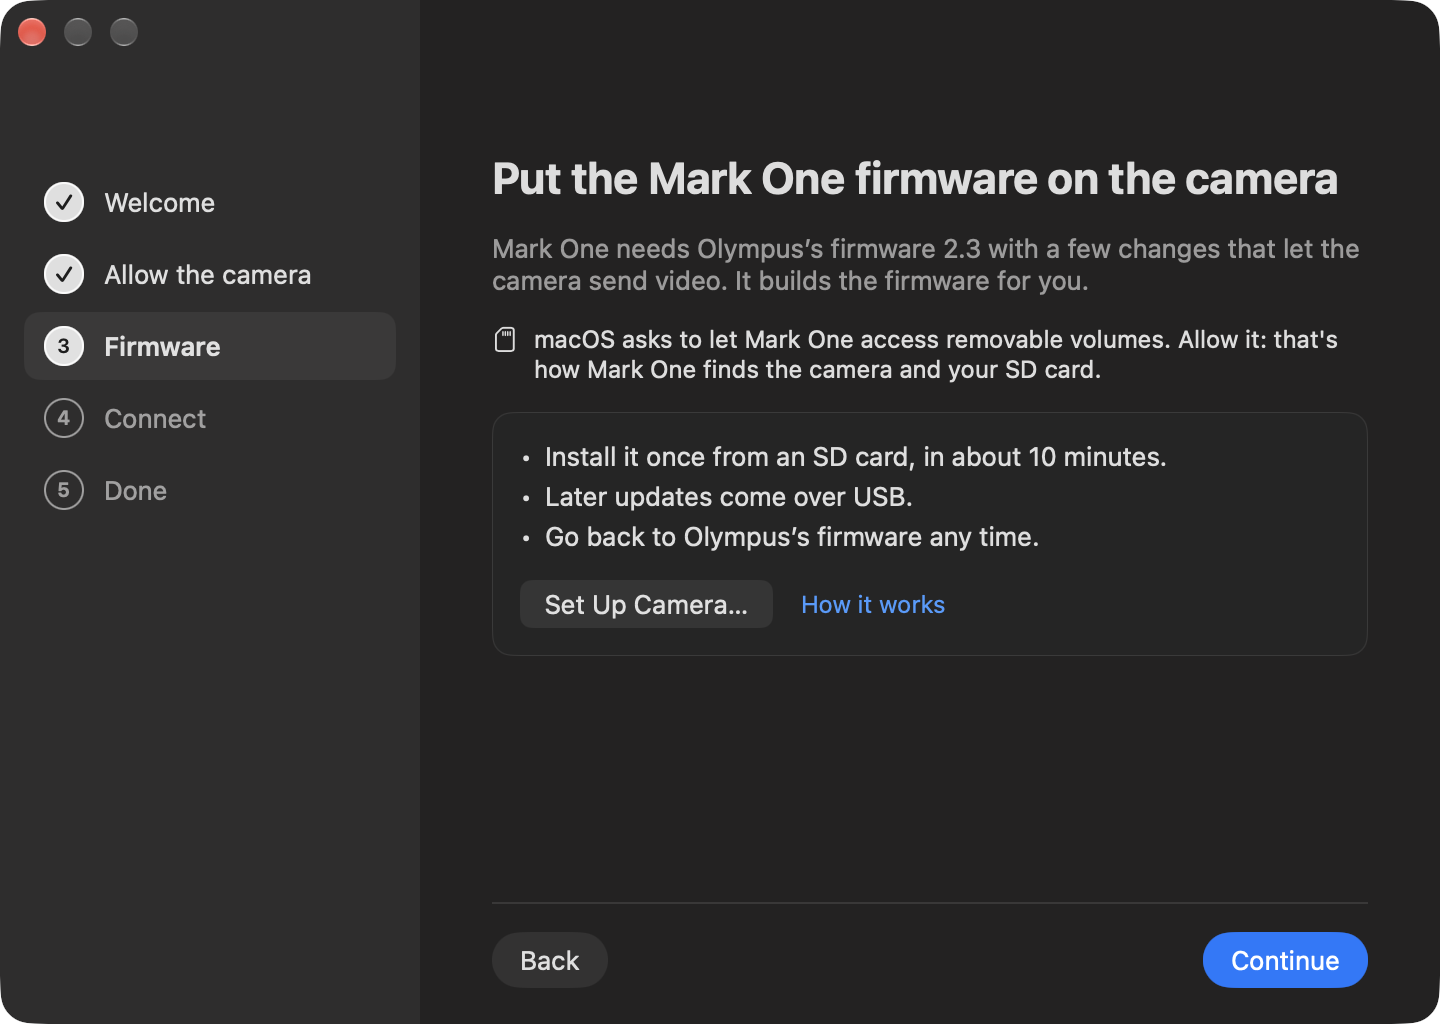 Welcome
Allow the camera
3 Firmware
4 Connect
5 Done
Put the Mark One firmware on the camera
Mark One needs Olympus’s firmware 2.3 with a few changes that let the
camera send video. It builds the firmware for you.
macOS asks to let Mark One access removable volumes. Allow it: that's
how Mark One finds the camera and your SD card.
• Install it once from an SD card, in about 10 minutes.
• Later updates come over USB.
• Go back to Olympus’s firmware any time.
Set Up Camera... How it works
Back Continue